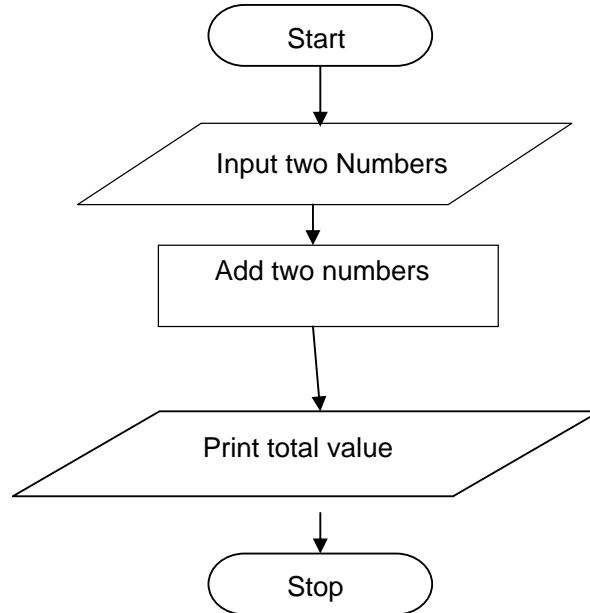 Start
Input two Numbers
Add two numbers
Print total value
Stop